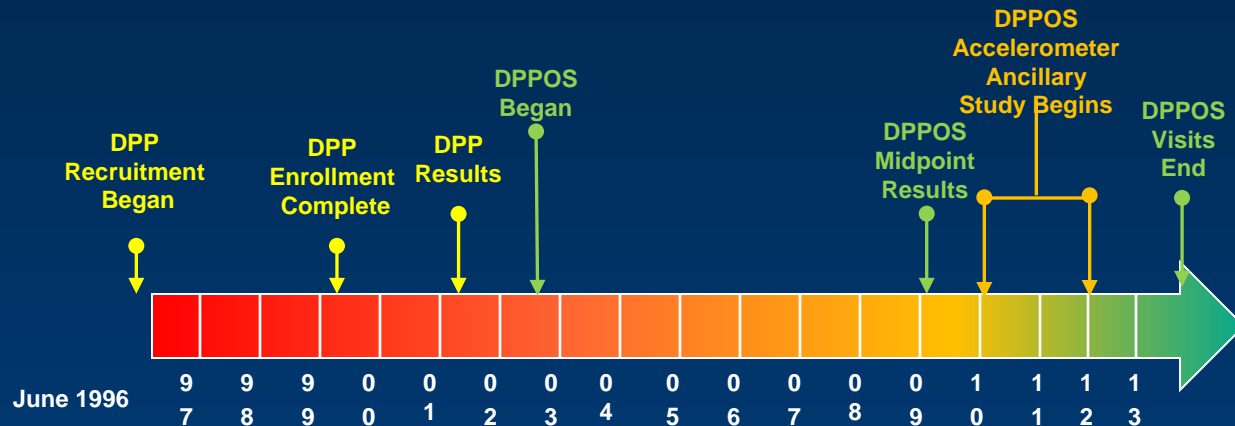 DPP
Recruitment
Began
DPP
Enrollment
Complete
DPP
Results
DPPOS
Began
DPPOS
Midpoint
Results
DPPOS
Accelerometer
Ancillary
Study Begins
DPPOS
Visits
End
June 1996
9 9 9 0 0 0 0 0 0 0 0 0 0 1 1 1 1
7 8 9 0 1 2 3 4 5 6 7 8 9 0 1 2 3